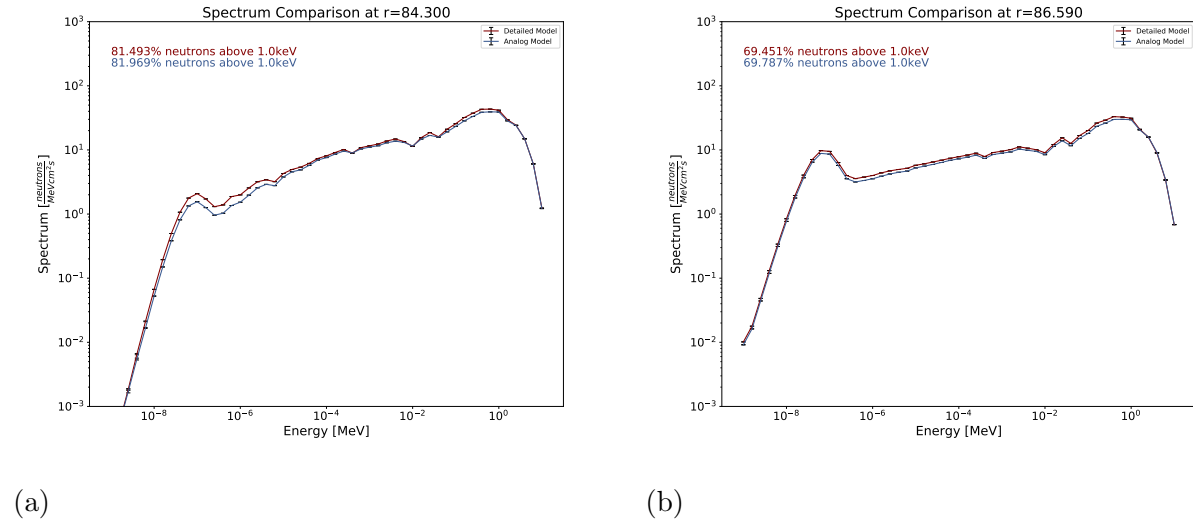 Spectrum Comparison at r=84.300
10³
10²
10¹
10⁰
10⁻¹
10⁻²
10⁻³
Spectrum [neutrons/MeVcm²s]
81.493% neutrons above 1.0keV
81.969% neutrons above 1.0keV
Detailed Model
Analog Model
10⁻⁸ 10⁻⁶ 10⁻⁴ 10⁻² 10⁰
Energy [MeV]
(a)
Spectrum Comparison at r=86.590
10³
10²
10¹
10⁰
10⁻¹
10⁻²
10⁻³
Spectrum [neutrons/MeVcm²s]
69.451% neutrons above 1.0keV
69.787% neutrons above 1.0keV
Detailed Model
Analog Model
10⁻⁸ 10⁻⁶ 10⁻⁴ 10⁻² 10⁰
Energy [MeV]
(b)